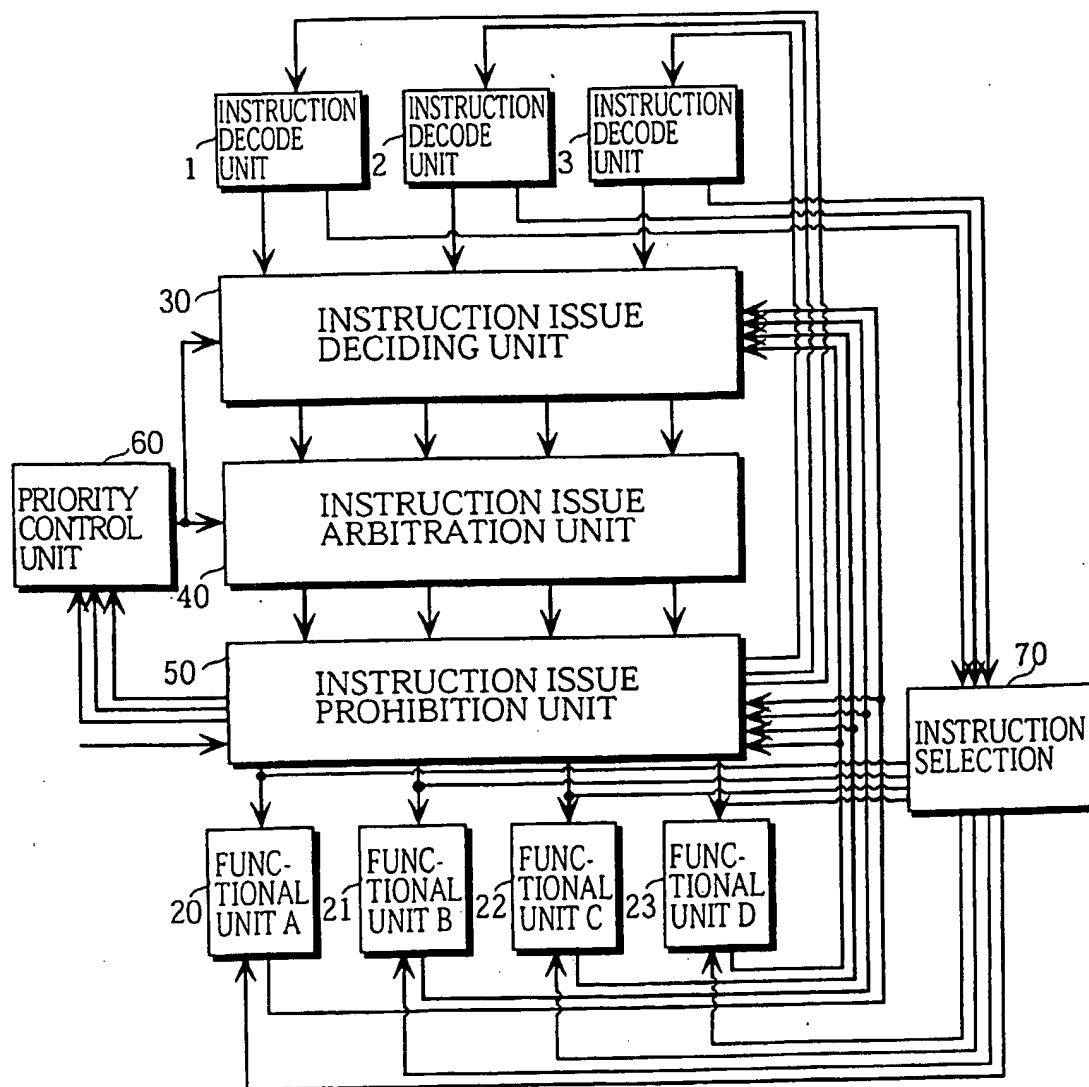 INSTRUCTION
DECODE
UNIT
1
INSTRUCTION
DECODE
UNIT
2
INSTRUCTION
DECODE
UNIT
3
30
INSTRUCTION ISSUE
DECIDING UNIT
60
PRIORITY
CONTROL
UNIT
INSTRUCTION ISSUE
ARBITRATION UNIT
40
50
INSTRUCTION ISSUE
PROHIBITION UNIT
70
INSTRUCTION
SELECTION
FUNC-
TIONAL
UNIT A
20
FUNC-
TIONAL
UNIT B
21
FUNC-
TIONAL
UNIT C
22
FUNC-
TIONAL
UNIT D
23